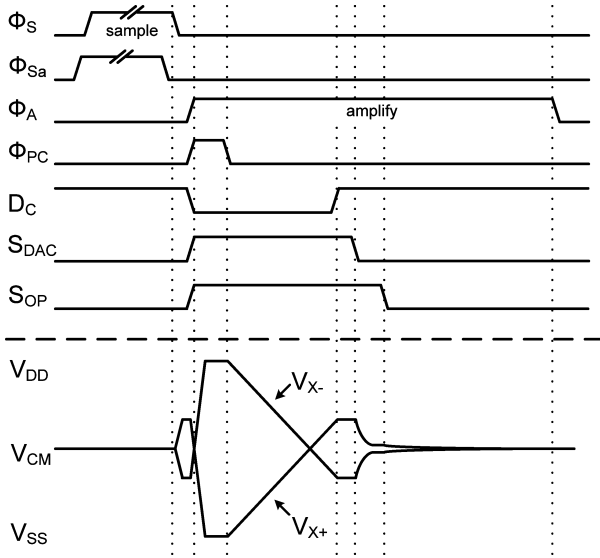 ΦS
sample
ΦSa
ΦA
amplify
ΦPC
DC
SDAC
SOP
VDD
VX-
VCM
VX+
VSS